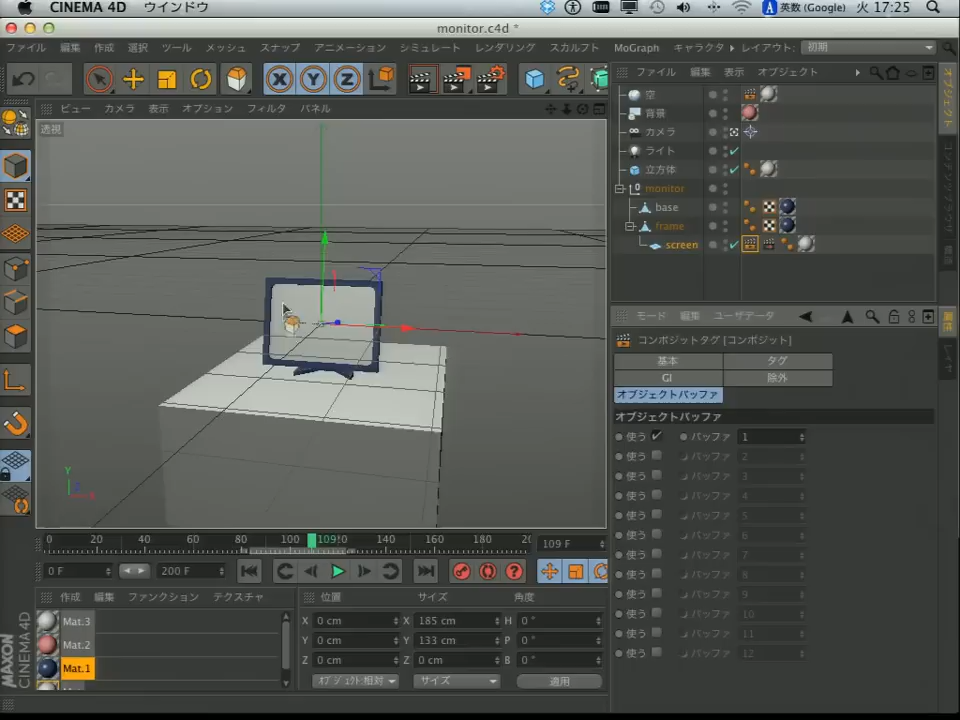 CINEMA 4D ウインドウ
英数 (Google) 火 17:25
monitor.c4d *
ファイル 編集 作成 選択 ツール メッシュ スナップ アニメーション シミュレート レンダリング スカルプト MoGraph キャラクタ レイアウト: 初期
X Y Z
ファイル 編集 表示 オブジェクト
ビュー カメラ 表示 オプション フィルタ パネル
透視
空
背景
カメラ
ライト
立方体
monitor
base
frame
screen
オブジェクト
モード 編集 ユーザデータ
コンポジットタグ [コンポジット]
基本 タグ
GI 除外
オブジェクトバッファ
オブジェクトバッファ
使う バッファ 1
使う バッファ 2
使う バッファ 3
使う バッファ 4
使う バッファ 5
使う バッファ 6
使う バッファ 7
使う バッファ 8
使う バッファ 9
使う バッファ 10
使う バッファ 11
使う バッファ 12
属性
レイヤ
Y
0 20 40 60 80 100 109 120 140 160 180 20
109 F
0 F 200 F
作成 編集 ファンクション テクスチャ
Mat.3
Mat.2
Mat.1
位置 サイズ 角度
X 0 cm X 185 cm H 0 °
Y 0 cm Y 133 cm P 0 °
Z 0 cm Z 0 cm B 0 °
オブジェクト相対 サイズ 適用
MAXON
CINEMA 4D